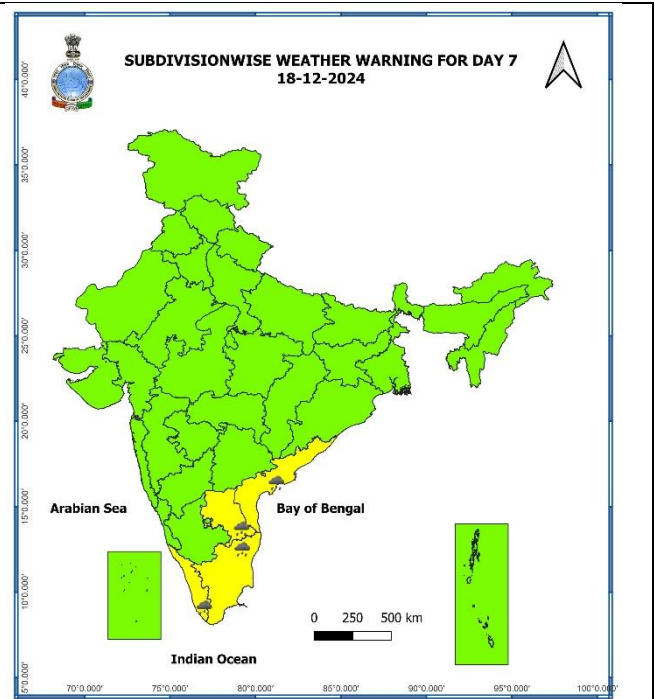 SUBDIVISIONWISE WEATHER WARNING FOR DAY 7
18-12-2024
40°0.000'
35°0.000'
30°0.000'
25°0.000'
20°0.000'
15°0.000'
10°0.000'
5°0.000'
Arabian Sea
Bay of Bengal
0 250 500 km
Indian Ocean
70°0.000' 75°0.000' 80°0.000' 85°0.000' 90°0.000' 95°0.000' 100°0.000'